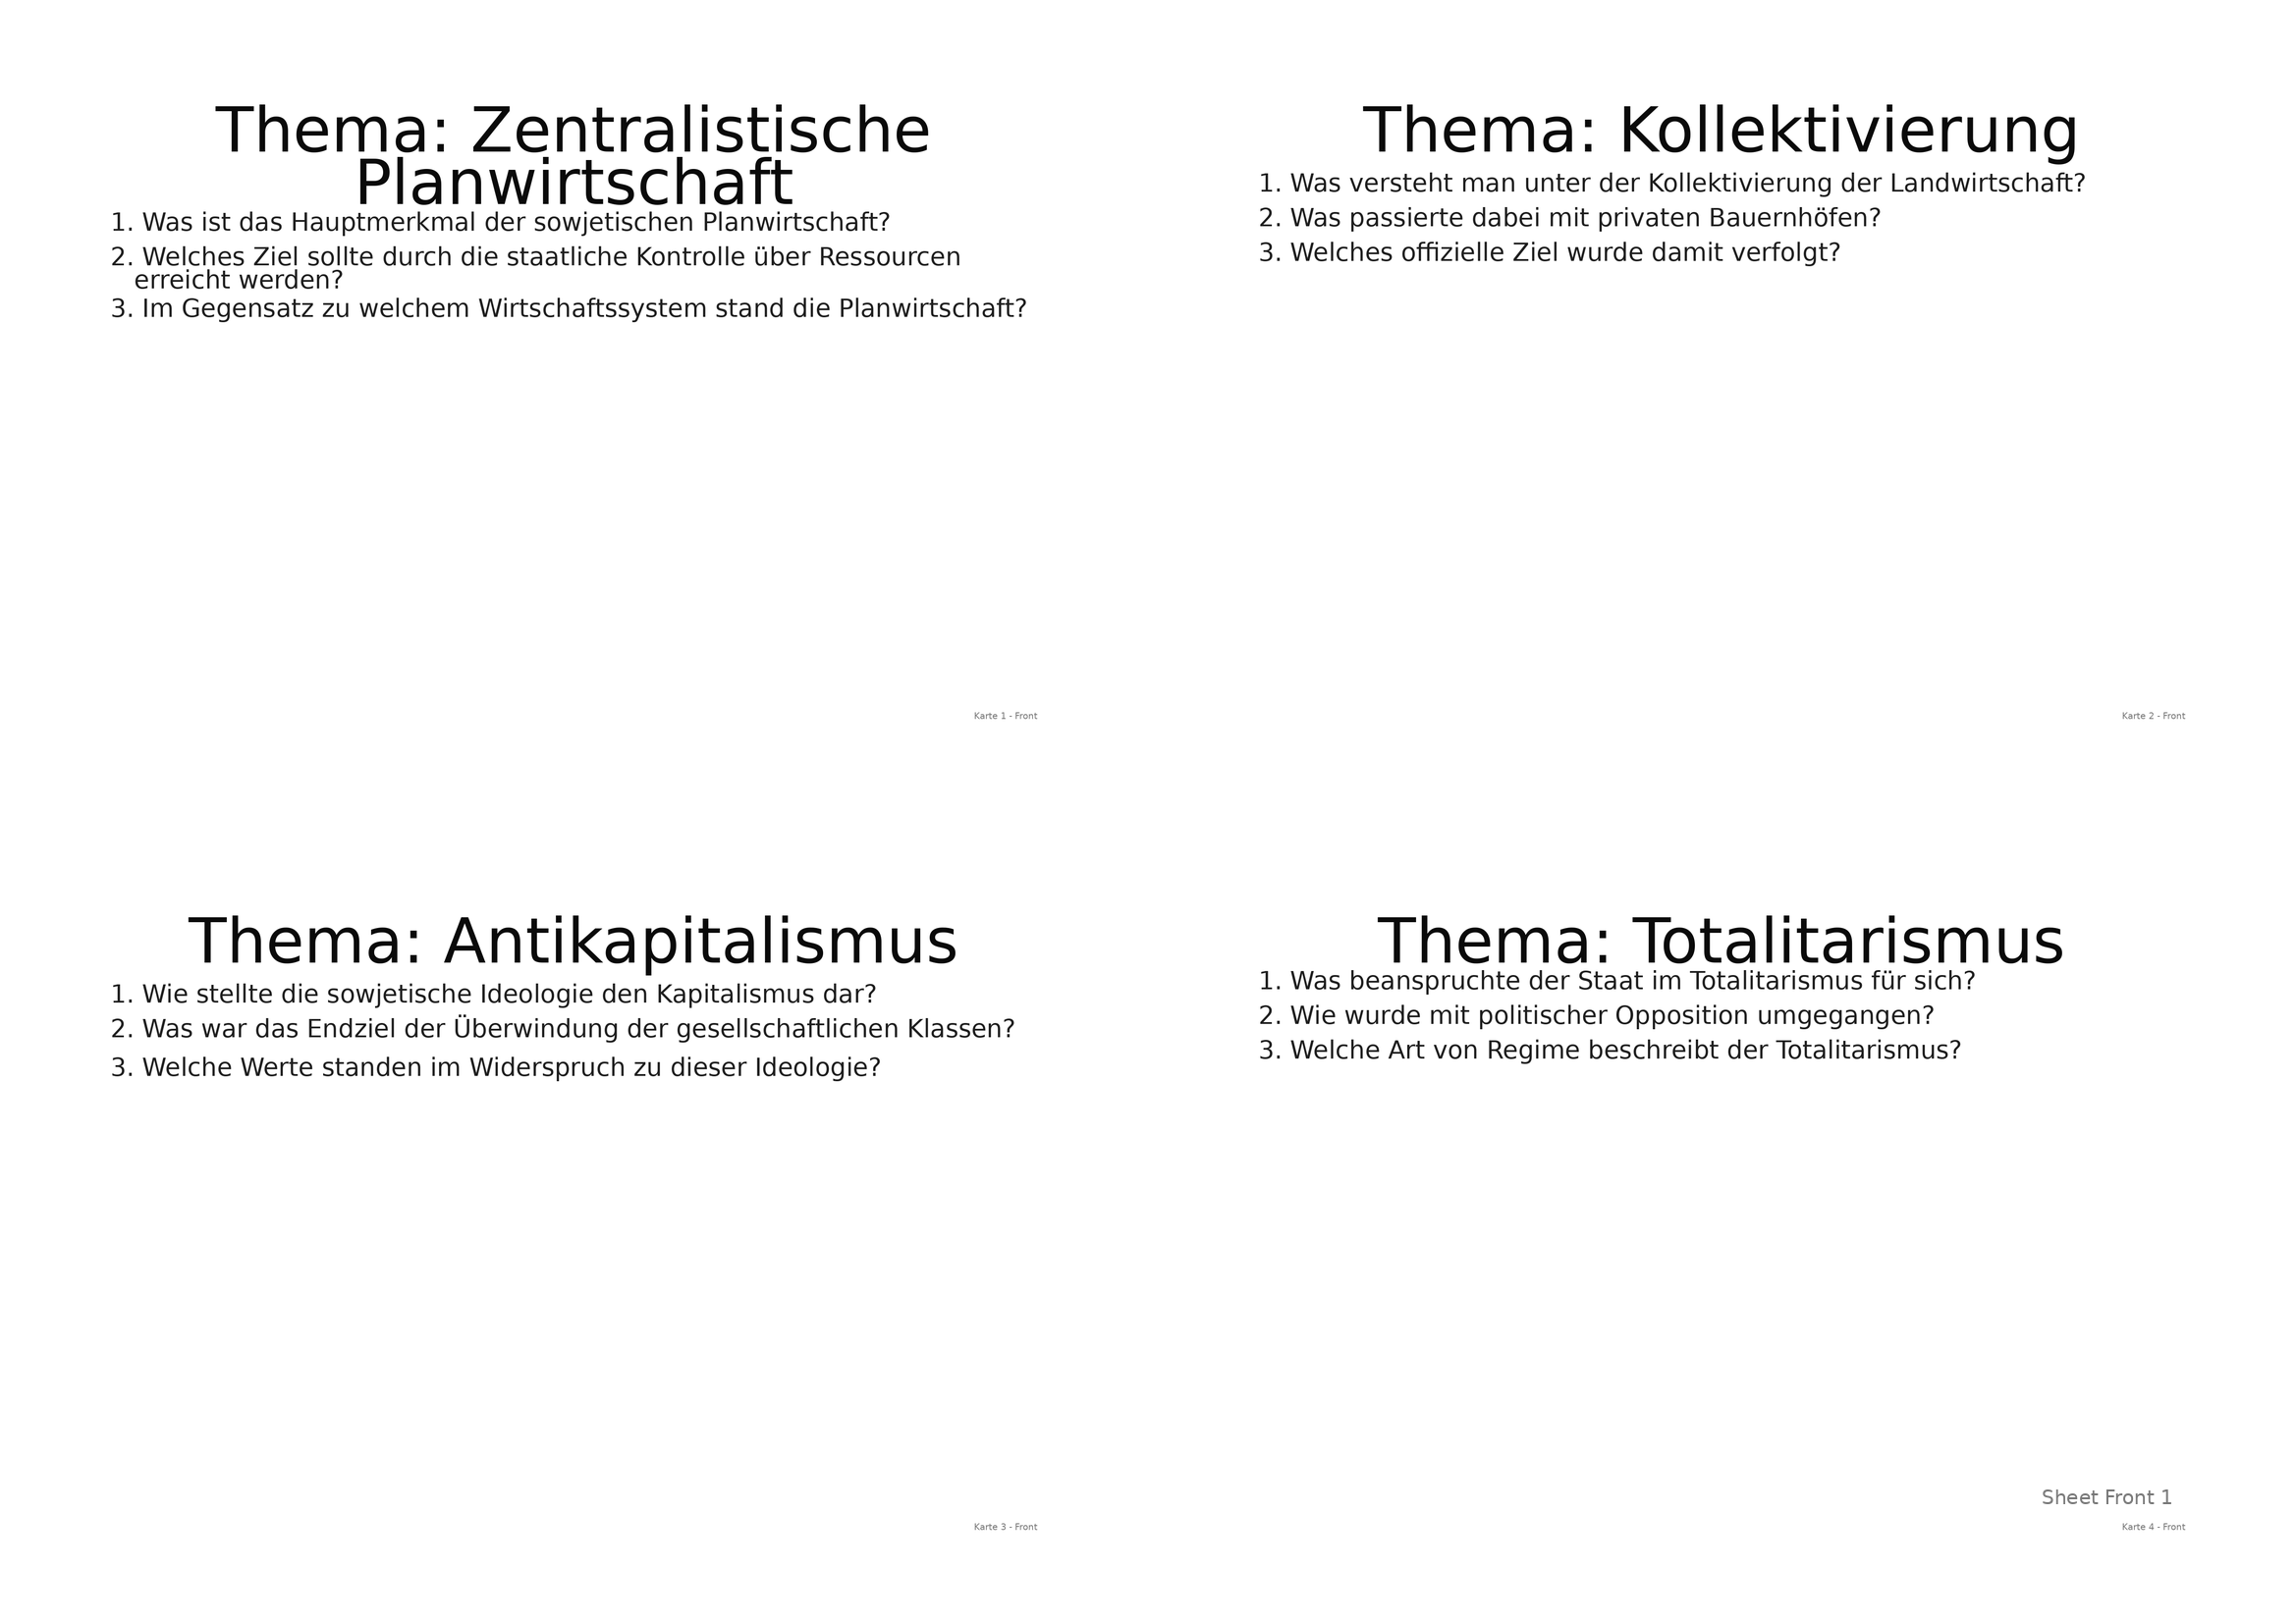 Thema: Zentralistische
Planwirtschaft
1. Was ist das Hauptmerkmal der sowjetischen Planwirtschaft?
2. Welches Ziel sollte durch die staatliche Kontrolle über Ressourcen
erreicht werden?
3. Im Gegensatz zu welchem Wirtschaftssystem stand die Planwirtschaft?
Karte 1 - Front
Thema: Kollektivierung
1. Was versteht man unter der Kollektivierung der Landwirtschaft?
2. Was passierte dabei mit privaten Bauernhöfen?
3. Welches offizielle Ziel wurde damit verfolgt?
Karte 2 - Front
Thema: Antikapitalismus
1. Wie stellte die sowjetische Ideologie den Kapitalismus dar?
2. Was war das Endziel der Überwindung der gesellschaftlichen Klassen?
3. Welche Werte standen im Widerspruch zu dieser Ideologie?
Karte 3 - Front
Thema: Totalitarismus
1. Was beanspruchte der Staat im Totalitarismus für sich?
2. Wie wurde mit politischer Opposition umgegangen?
3. Welche Art von Regime beschreibt der Totalitarismus?
Sheet Front 1
Karte 4 - Front